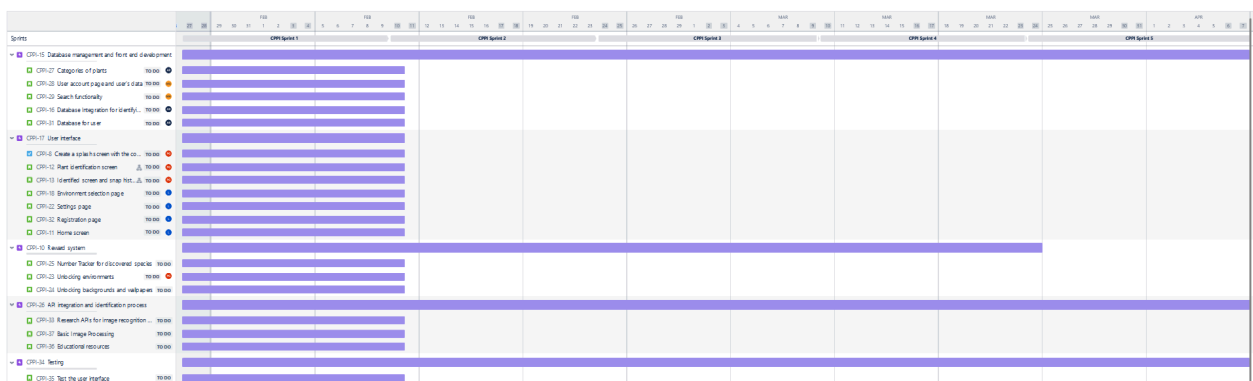 FEB FEB FEB FEB FEB MAR MAR MAR APR
27 28 29 30 31 1 2 3 4 5 6 7 8 9 10 11 12 13 14 15 16 17 18 19 20 21 22 23 24 25 26 27 28 29 1 2 3 4 5 6 7 8 9 10 11 12 13 14 15 16 17 18 19 20 21 22 23 24 25 26 27 28 29 30 31 1 2 3 4 5 6 7
Sprints CPPI Sprint 1 CPPI Sprint 2 CPPI Sprint 3 CPPI Sprint 4 CPPI Sprint 5
CPPI-15 Database management and front end development
CPPI-27 Categories of plants TO DO
CPPI-28 User account page and user's data TO DO
CPPI-29 Search functionality TO DO
CPPI-16 Database Integration for identifyi... TO DO
CPPI-31 Database for user TO DO
CPPI-17 User interface
CPPI-8 Create a splash screen with the co... TO DO
CPPI-12 Plant identification screen TO DO
CPPI-13 Identified screen and snap hist... TO DO
CPPI-18 Environment selection page TO DO
CPPI-22 Settings page TO DO
CPPI-32 Registration page TO DO
CPPI-11 Home screen TO DO
CPPI-10 Reward system
CPPI-25 Number Tracker for discovered species TO DO
CPPI-23 Unlocking environments TO DO
CPPI-24 Unlocking backgrounds and wallpapers TO DO
CPPI-26 API Integration and identification process
CPPI-33 Research APIs for image recognition ... TO DO
CPPI-37 Basic Image Processing TO DO
CPPI-36 Educational resources TO DO
CPPI-34 Testing
CPPI-35 Test the user interface TO DO